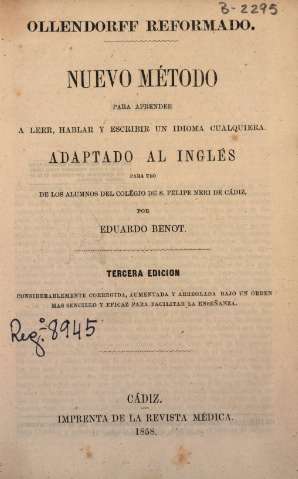 B-2295
OLLENDORFF REFORMADO.
NUEVO MÉTODO
PARA APRENDER
A LEER, HABLAR Y ESCRIBIR UN IDIOMA CUALQUIERA.
ADAPTADO AL INGLÉS
PARA USO
DE LOS ALUMNOS DEL COLÉGIO DE S. FELIPE NERI DE CÁDIZ,
POR
EDUARDO BENOT.
TERCERA EDICION
CONSIDERABLEMENTE CORREGIDA, AUMENTADA Y ARREGLADA BAJO UN ÓRDEN
MAS SENCILLO Y EFICAZ PARA FACILITAR LA ENSEÑANZA.
Reg.º 8945
CÁDIZ.
IMPRENTA DE LA REVISTA MÉDICA.
1858.